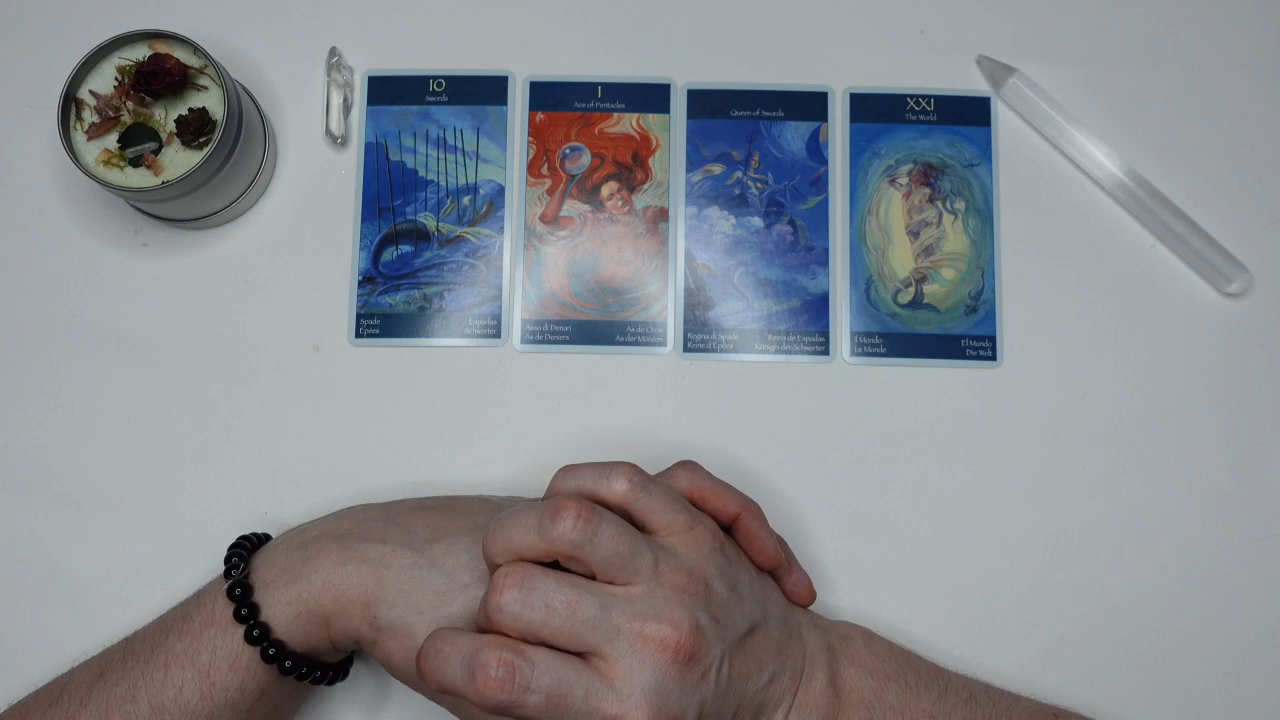 10
Swords
Spade
Épées
Espadas
Schwerter
I
Ace of Pentacles
Asso di Denari
As de Deniers
As de Oros
As der Münzen
Queen of Swords
Regina di Spade
Reine d'Épées
Reina de Espadas
Königin der Schwerter
XXI
The World
Il Mondo
Le Monde
El Mundo
Die Welt